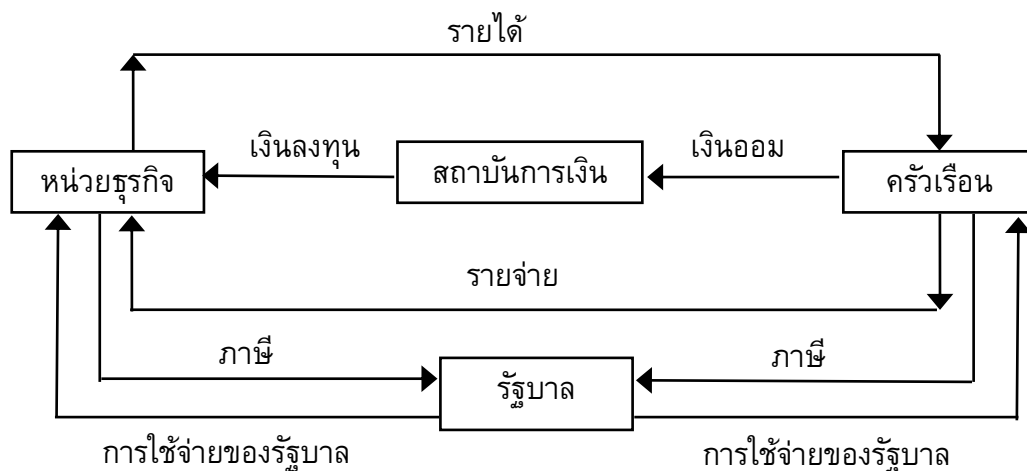 รายได้
เงินลงทุน
เงินออม
หน่วยธุรกิจ
สถาบันการเงิน
ครัวเรือน
รายจ่าย
ภาษี
ภาษี
รัฐบาล
การใช้จ่ายของรัฐบาล
การใช้จ่ายของรัฐบาล